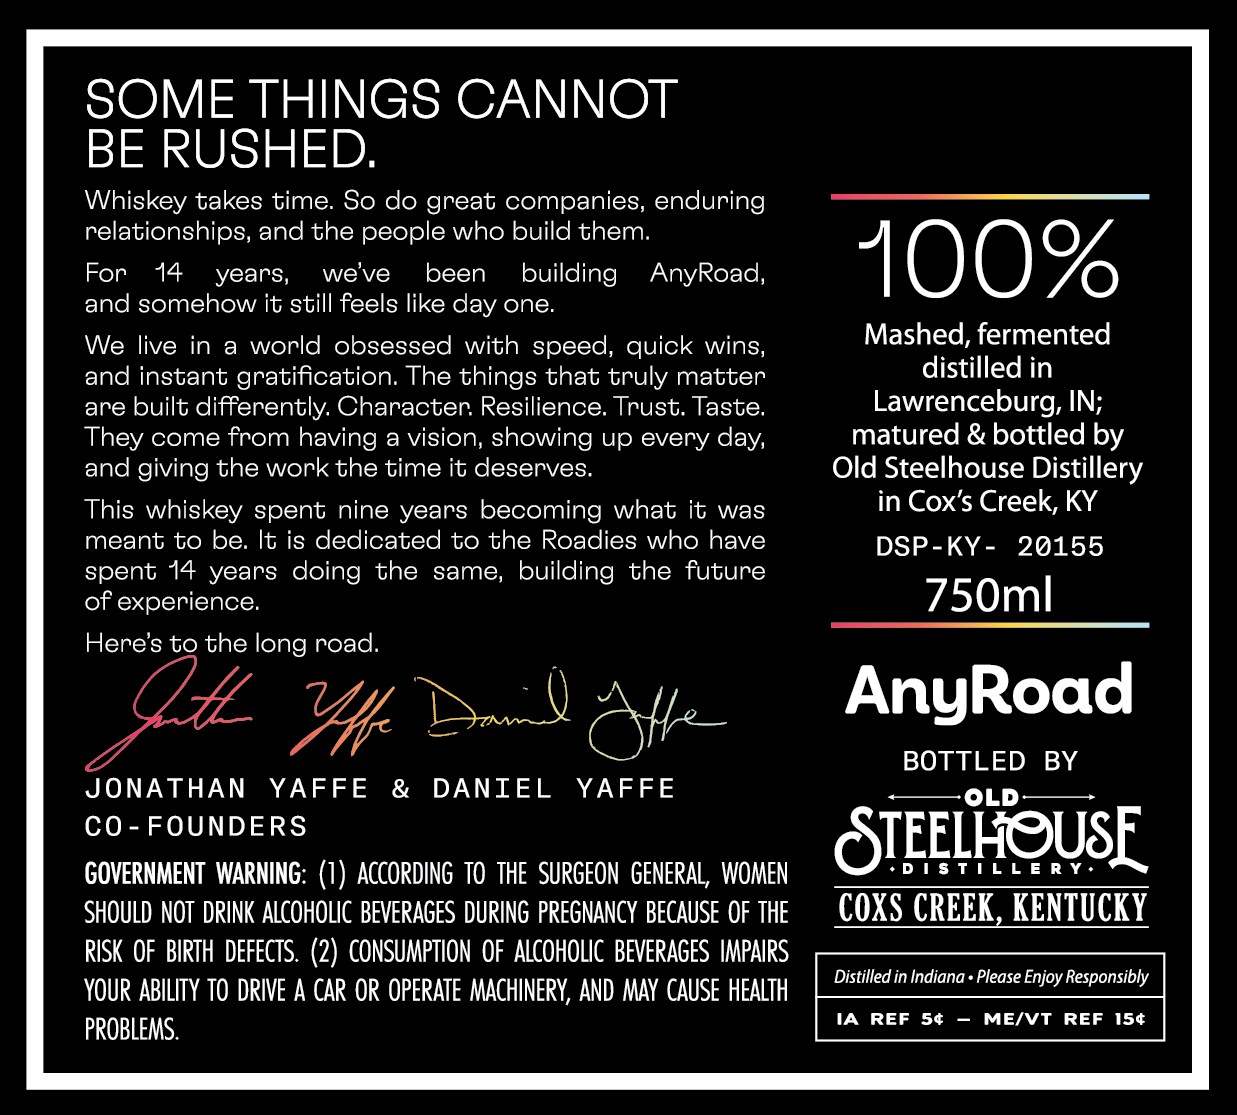 SOME THINGS CANNOT
BE RUSHED.
Whiskey takes time. So do great companies, enduring
relationships, and the people who build them.
For 14 years, we've been building AnyRoad,
and somehow it still feels like day one.
We live in a world obsessed with speed, quick wins,
and instant gratification. The things that truly matter
are built differently. Character. Resilience. Trust. Taste.
They come from having a vision, showing up every day,
and giving the work the time it deserves.
This whiskey spent nine years becoming what it was
meant to be. It is dedicated to the Roadies who have
spent 14 years doing the same, building the future
of experience.
Here's to the long road.
Jonathan Yaffe Daniel Yaffe
JONATHAN YAFFE & DANIEL YAFFE
CO-FOUNDERS
GOVERNMENT WARNING: (1) ACCORDING TO THE SURGEON GENERAL, WOMEN
SHOULD NOT DRINK ALCOHOLIC BEVERAGES DURING PREGNANCY BECAUSE OF THE
RISK OF BIRTH DEFECTS. (2) CONSUMPTION OF ALCOHOLIC BEVERAGES IMPAIRS
YOUR ABILITY TO DRIVE A CAR OR OPERATE MACHINERY, AND MAY CAUSE HEALTH
PROBLEMS.
100%
Mashed, fermented
distilled in
Lawrenceburg, IN;
matured & bottled by
Old Steelhouse Distillery
in Cox's Creek, KY
DSP-KY- 20155
750ml
AnyRoad
BOTTLED BY
OLD
STEELHOUSE
•DISTILLERY•
COXS CREEK, KENTUCKY
Distilled in Indiana • Please Enjoy Responsibly
IA REF 5¢ – ME/VT REF 15¢